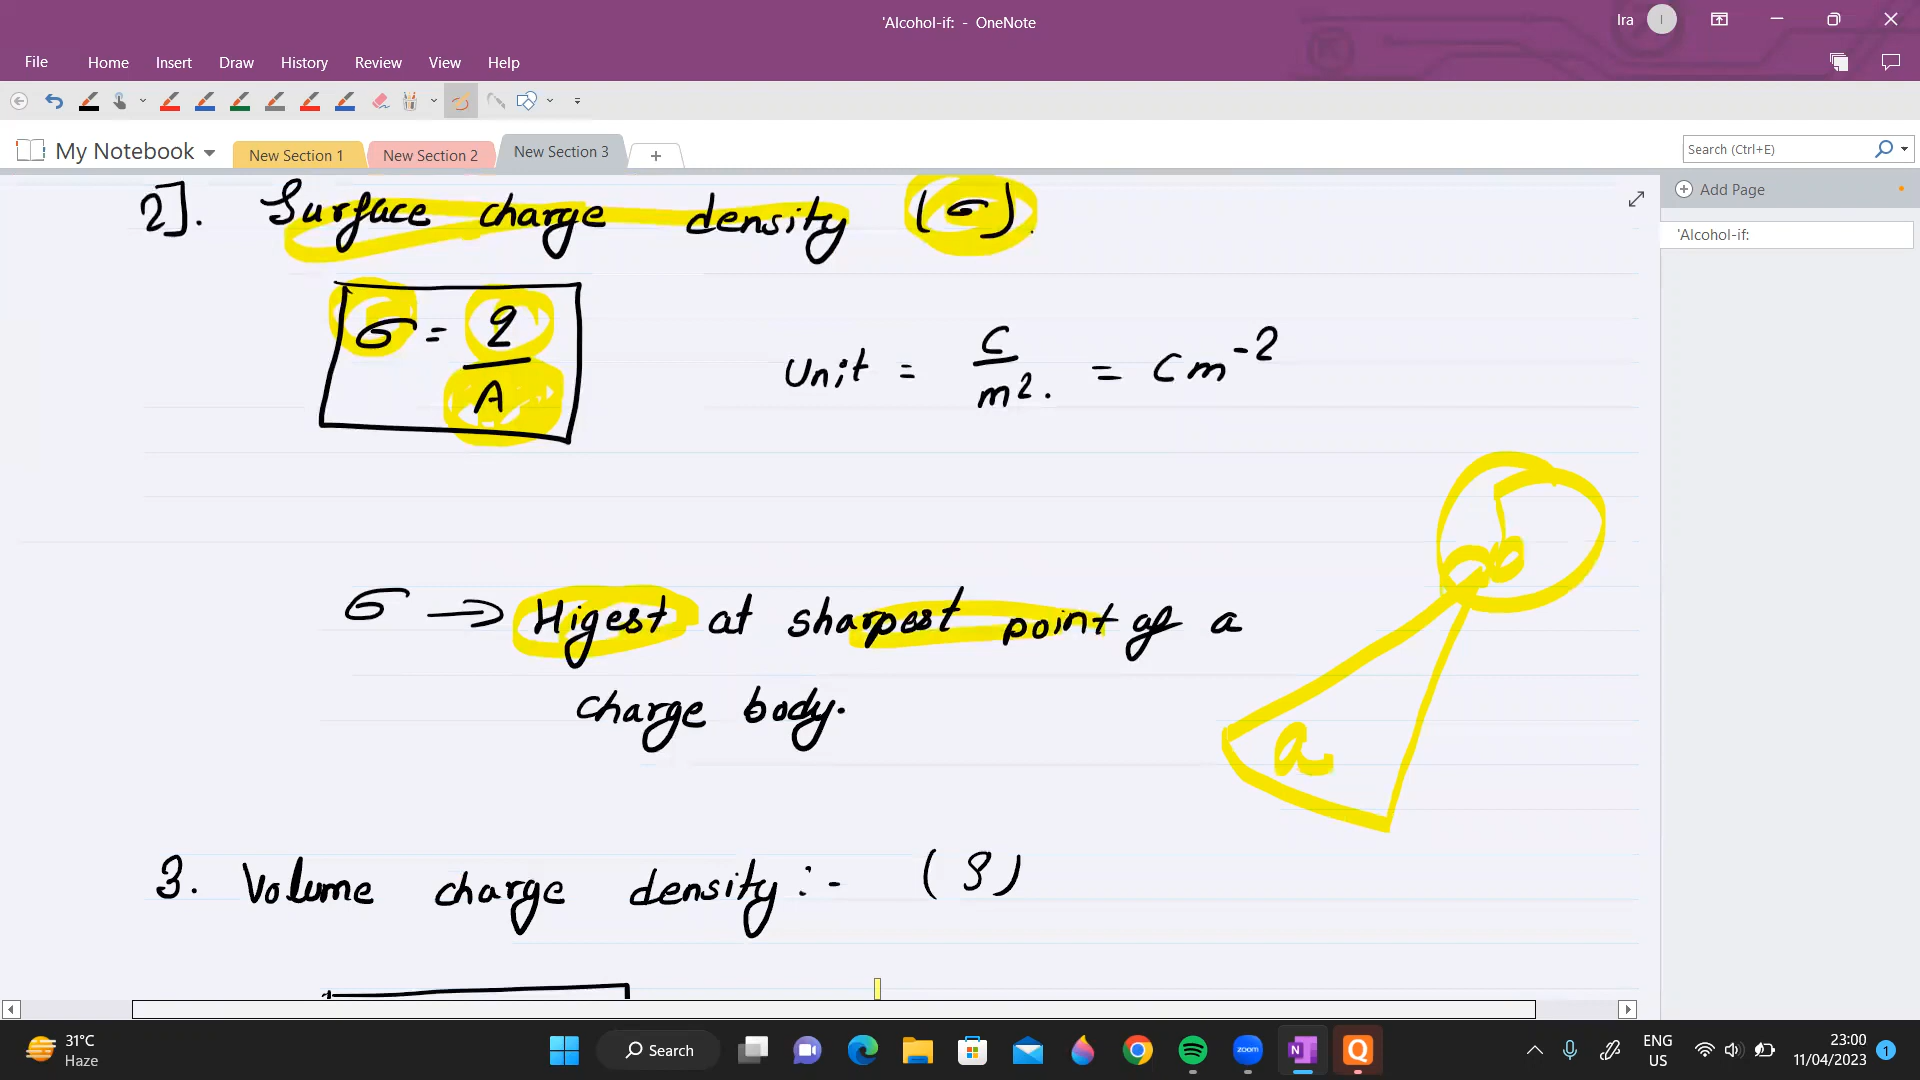 'Alcohol-if: - OneNote
Ira I
File Home Insert Draw History Review View Help
My Notebook New Section 1 New Section 2 New Section 3 +
Search (Ctrl+E)
Add Page
'Alcohol-if:
2]. Surface charge density (σ).
σ = q/A
Unit = C/m². = Cm⁻²
σ → Higest at sharpest point of a
charge body.
a
3. Volume charge density :- (ρ)
31°C
Haze
Search
zoom
N
ENG
US
23:00
11/04/2023
1